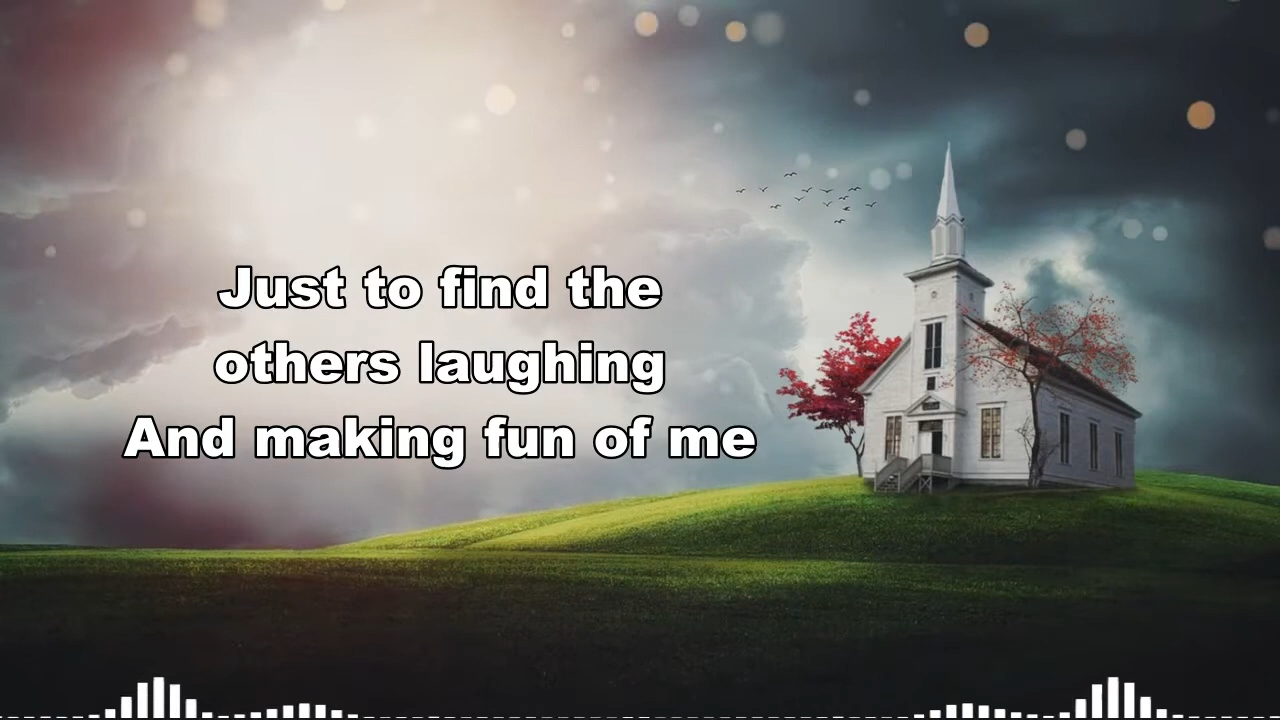 Just to find the
others laughing
And making fun of me